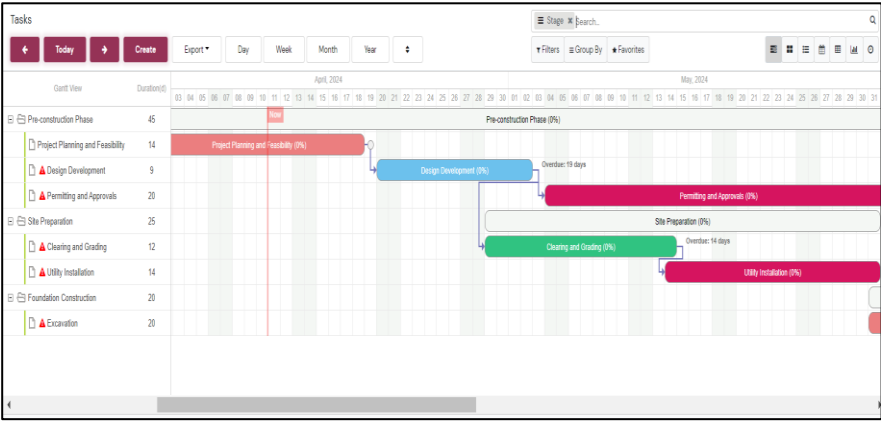 Tasks
Stage × Search...
Today Create Export Day Week Month Year Filters Group By Favorites
Gantt View Duration(d) April, 2024 May, 2024
03 04 05 06 07 08 09 10 11 12 13 14 15 16 17 18 19 20 21 22 23 24 25 26 27 28 29 30 01 02 03 04 05 06 07 08 09 10 11 12 13 14 15 16 17 18 19 20 21 22 23 24 25 26 27 28 29 30 31
Now
Pre-construction Phase 45 Pre-construction Phase (0%)
Project Planning and Feasibility 14 Project Planning and Feasibility (0%)
Design Development 9 Design Development (0%) Overdue: 19 days
Permitting and Approvals 20 Permitting and Approvals (0%)
Site Preparation 25 Site Preparation (0%)
Clearing and Grading 12 Clearing and Grading (0%) Overdue: 14 days
Utility Installation 14 Utility Installation (0%)
Foundation Construction 20
Excavation 20